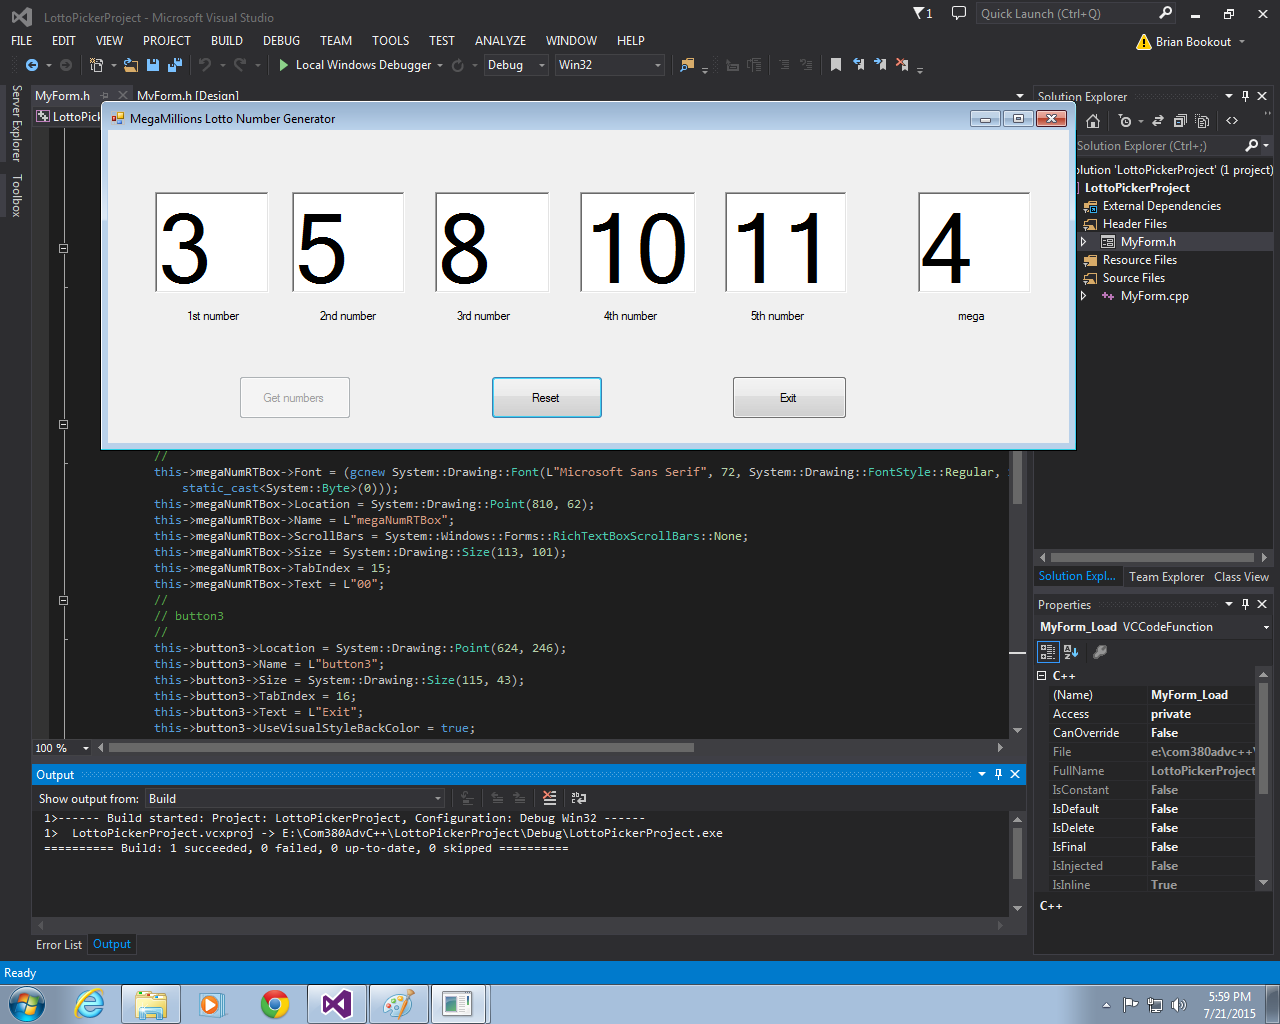 LottoPickerProject - Microsoft Visual Studio
1
Quick Launch (Ctrl+Q)
FILE EDIT VIEW PROJECT BUILD DEBUG TEAM TOOLS TEST ANALYZE WINDOW HELP
Brian Bookout
Local Windows Debugger Debug Win32
Server Explorer
Toolbox
MyForm.h MyForm.h [Design]
LottoPick
MegaMillions Lotto Number Generator
3 5 8 10 11 4
1st number 2nd number 3rd number 4th number 5th number mega
Get numbers Reset Exit
//
this->megaNumRTBox->Font = (gcnew System::Drawing::Font(L"Microsoft Sans Serif", 72, System::Drawing::FontStyle::Regular,
static_cast<System::Byte>(0)));
this->megaNumRTBox->Location = System::Drawing::Point(810, 62);
this->megaNumRTBox->Name = L"megaNumRTBox";
this->megaNumRTBox->ScrollBars = System::Windows::Forms::RichTextBoxScrollBars::None;
this->megaNumRTBox->Size = System::Drawing::Size(113, 101);
this->megaNumRTBox->TabIndex = 15;
this->megaNumRTBox->Text = L"00";
//
// button3
//
this->button3->Location = System::Drawing::Point(624, 246);
this->button3->Name = L"button3";
this->button3->Size = System::Drawing::Size(115, 43);
this->button3->TabIndex = 16;
this->button3->Text = L"Exit";
this->button3->UseVisualStyleBackColor = true;
100 %
Output
Show output from: Build
1>------ Build started: Project: LottoPickerProject, Configuration: Debug Win32 ------
1>  LottoPickerProject.vcxproj -> E:\Com380AdvC++\LottoPickerProject\Debug\LottoPickerProject.exe
========== Build: 1 succeeded, 0 failed, 0 up-to-date, 0 skipped ==========
Error List Output
Solution Explorer
Solution Explorer (Ctrl+;)
olution 'LottoPickerProject' (1 project)
LottoPickerProject
External Dependencies
Header Files
MyForm.h
Resource Files
Source Files
MyForm.cpp
Solution Expl... Team Explorer Class View
Properties
MyForm_Load VCCodeFunction
C++
(Name) MyForm_Load
Access private
CanOverride False
File e:\com380advc++\
FullName LottoPickerProject
IsConstant False
IsDefault False
IsDelete False
IsFinal False
IsInjected False
IsInline True
C++
Ready
5:59 PM
7/21/2015